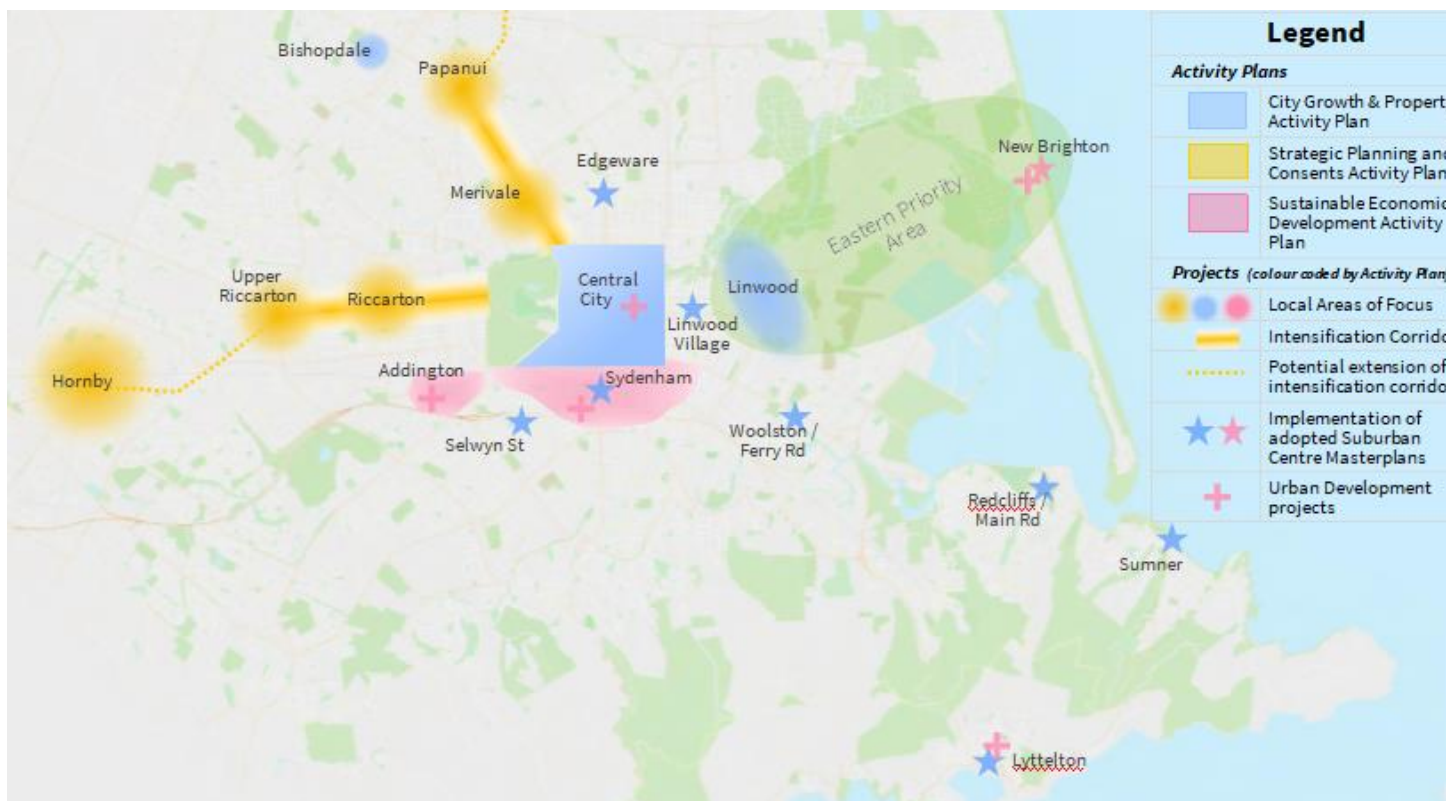 Bishopdale
Papanui
Edgeware
New Brighton
Merivale
Eastern Priority
Area
Upper
Riccarton
Riccarton
Central
City
Linwood
Linwood
Village
Hornby
Addington
Sydenham
Selwyn St
Woolston /
Ferry Rd
Redcliffs /
Main Rd
Sumner
Lyttelton
Legend
Activity Plans
City Growth & Propert
Activity Plan
Strategic Planning and
Consents Activity Plan
Sustainable Economic
Development Activity
Plan
Projects (colour coded by Activity Plan)
Local Areas of Focus
Intensification Corrido
Potential extension of
intensification corrido
Implementation of
adopted Suburban
Centre Masterplans
Urban Development
projects